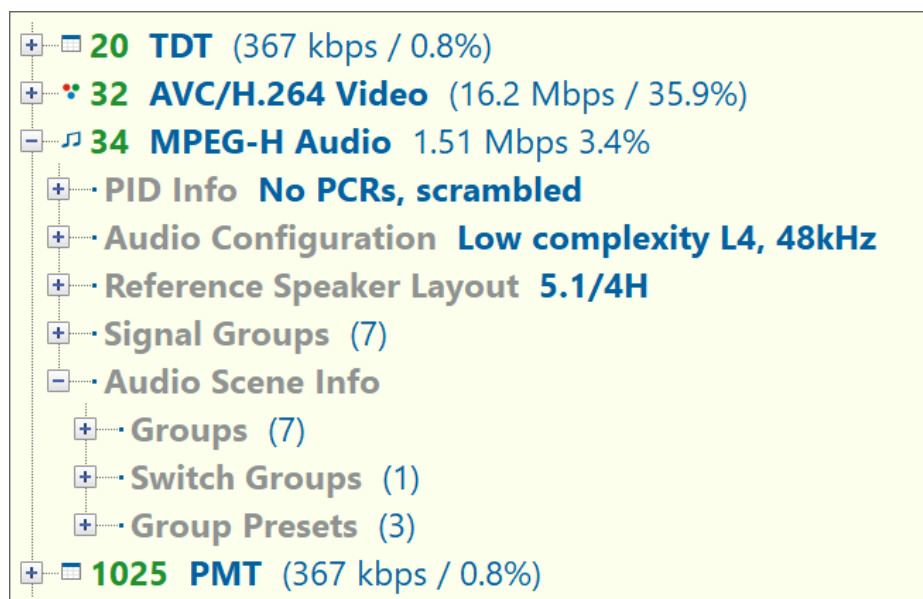 20 TDT (367 kbps / 0.8%)
32 AVC/H.264 Video (16.2 Mbps / 35.9%)
34 MPEG-H Audio 1.51 Mbps 3.4%
PID Info No PCRs, scrambled
Audio Configuration Low complexity L4, 48kHz
Reference Speaker Layout 5.1/4H
Signal Groups (7)
Audio Scene Info
Groups (7)
Switch Groups (1)
Group Presets (3)
1025 PMT (367 kbps / 0.8%)